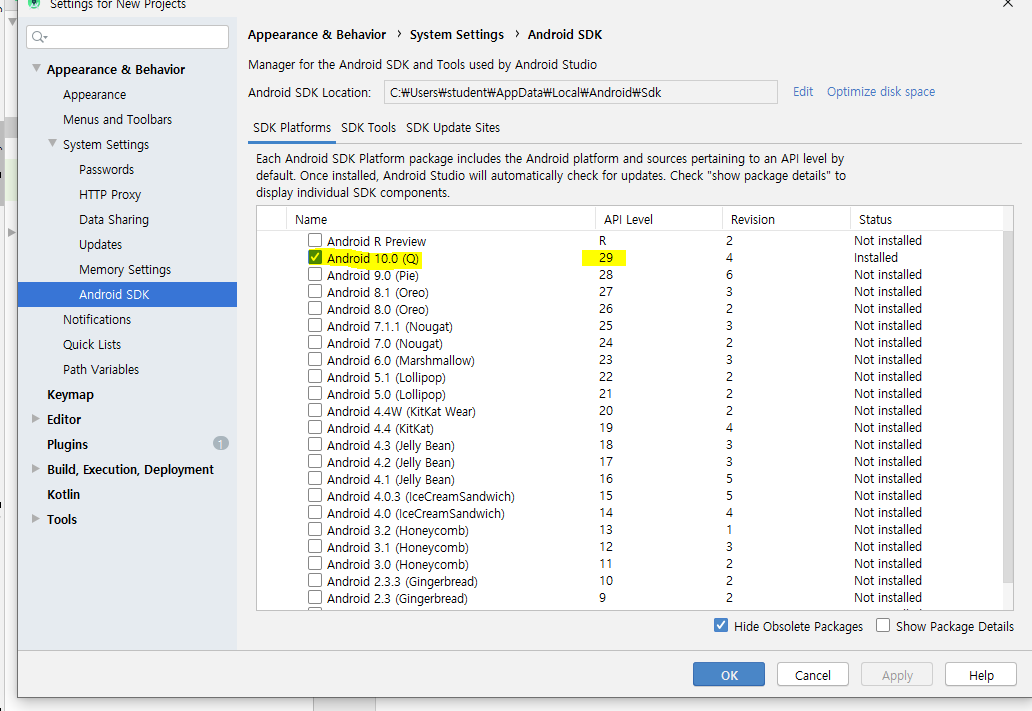 Settings for New Projects
Appearance & Behavior
Appearance
Menus and Toolbars
System Settings
Passwords
HTTP Proxy
Data Sharing
Updates
Memory Settings
Android SDK
Notifications
Quick Lists
Path Variables
Keymap
Editor
Plugins 1
Build, Execution, Deployment
Kotlin
Tools
Appearance & Behavior › System Settings › Android SDK
Manager for the Android SDK and Tools used by Android Studio
Android SDK Location: C:₩Users₩student₩AppData₩Local₩Android₩Sdk Edit Optimize disk space
SDK Platforms SDK Tools SDK Update Sites
Each Android SDK Platform package includes the Android platform and sources pertaining to an API level by
default. Once installed, Android Studio will automatically check for updates. Check "show package details" to
display individual SDK components.
Name API Level Revision Status
Android R Preview R 2 Not installed
Android 10.0 (Q) 29 4 Installed
Android 9.0 (Pie) 28 6 Not installed
Android 8.1 (Oreo) 27 3 Not installed
Android 8.0 (Oreo) 26 2 Not installed
Android 7.1.1 (Nougat) 25 3 Not installed
Android 7.0 (Nougat) 24 2 Not installed
Android 6.0 (Marshmallow) 23 3 Not installed
Android 5.1 (Lollipop) 22 2 Not installed
Android 5.0 (Lollipop) 21 2 Not installed
Android 4.4W (KitKat Wear) 20 2 Not installed
Android 4.4 (KitKat) 19 4 Not installed
Android 4.3 (Jelly Bean) 18 3 Not installed
Android 4.2 (Jelly Bean) 17 3 Not installed
Android 4.1 (Jelly Bean) 16 5 Not installed
Android 4.0.3 (IceCreamSandwich) 15 5 Not installed
Android 4.0 (IceCreamSandwich) 14 4 Not installed
Android 3.2 (Honeycomb) 13 1 Not installed
Android 3.1 (Honeycomb) 12 3 Not installed
Android 3.0 (Honeycomb) 11 2 Not installed
Android 2.3.3 (Gingerbread) 10 2 Not installed
Android 2.3 (Gingerbread) 9 2 Not installed
Hide Obsolete Packages Show Package Details
OK Cancel Apply Help